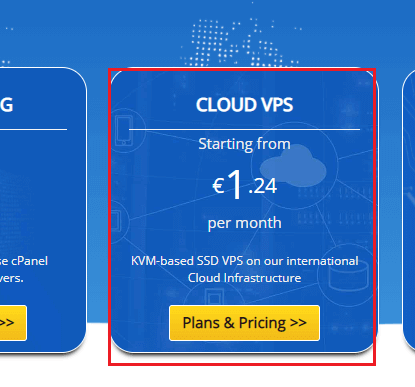 G
se cPanel
vers.
>>
CLOUD VPS
Starting from
€1.24
per month
KVM-based SSD VPS on our international
Cloud Infrastructure
Plans & Pricing >>